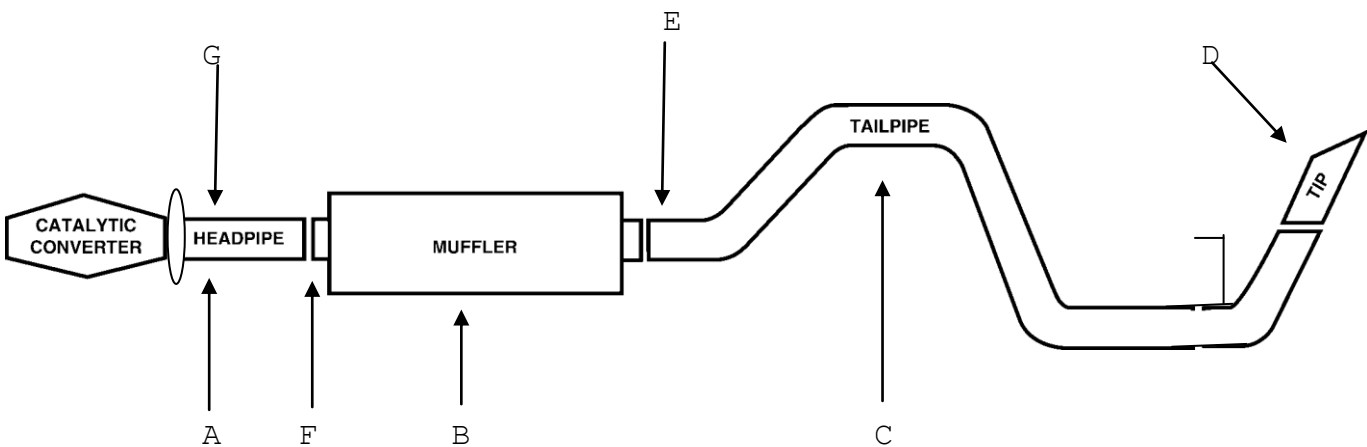 E
G
D
TAILPIPE
TIP
CATALYTIC
CONVERTER
HEADPIPE
MUFFLER
A
F
B
C